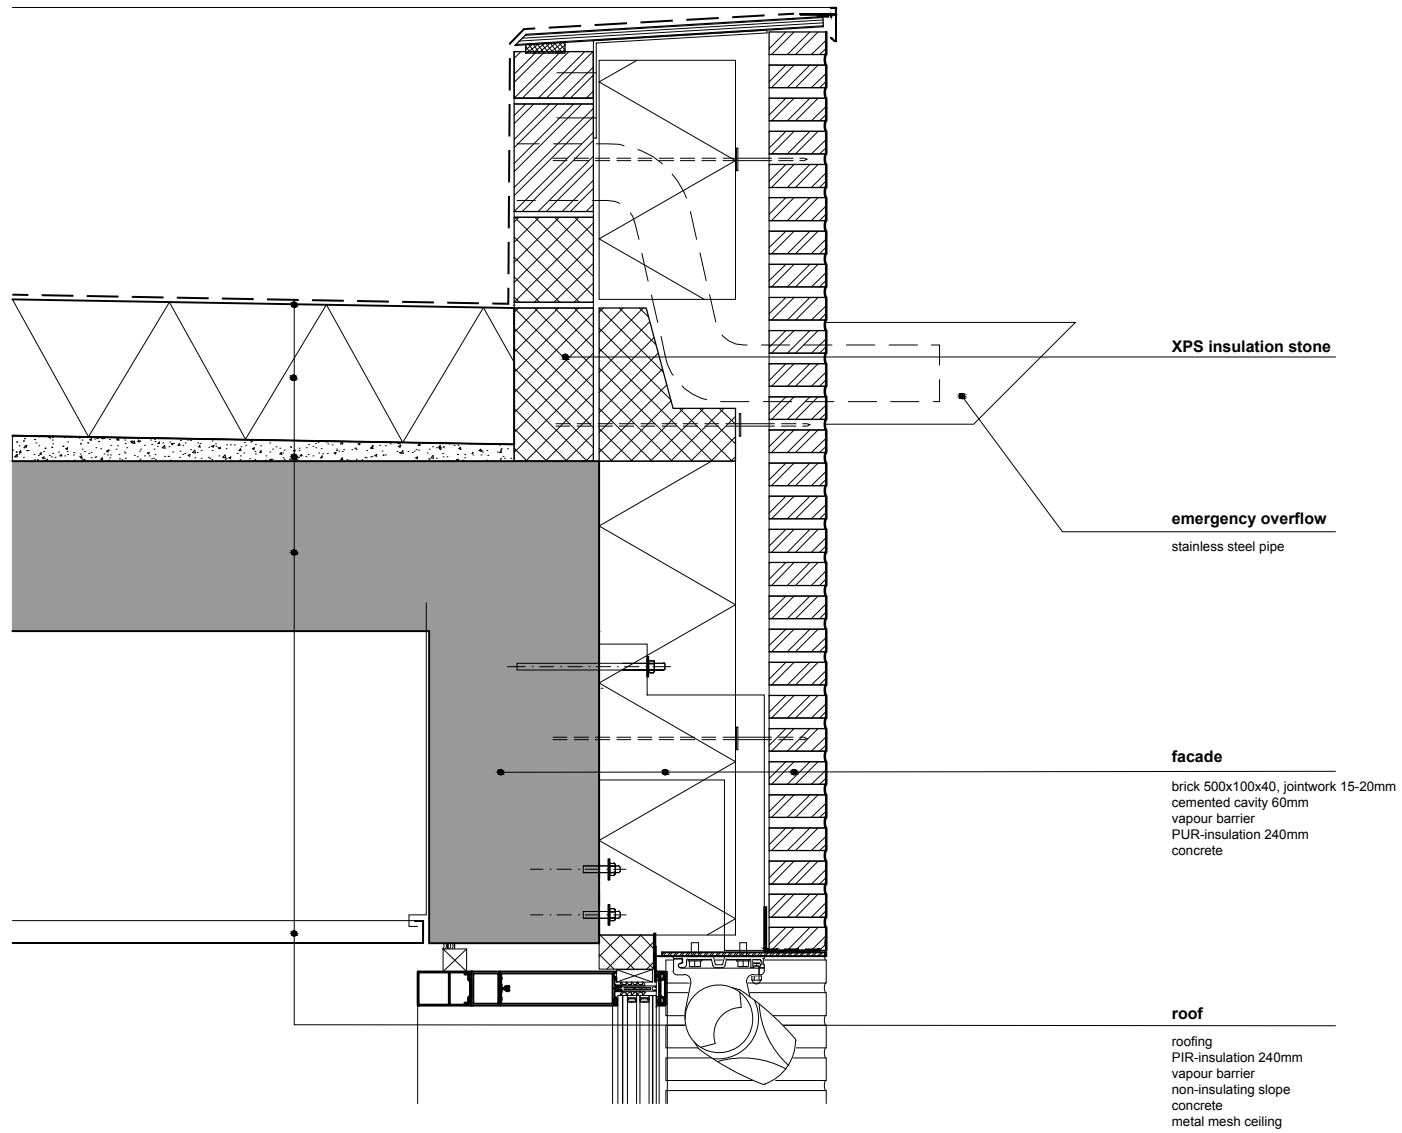 XPS insulation stone
emergency overflow
stainless steel pipe
facade
brick 500x100x40, jointwork 15-20mm
cemented cavity 60mm
vapour barrier
PUR-insulation 240mm
concrete
roof
roofing
PIR-insulation 240mm
vapour barrier
non-insulating slope
concrete
metal mesh ceiling